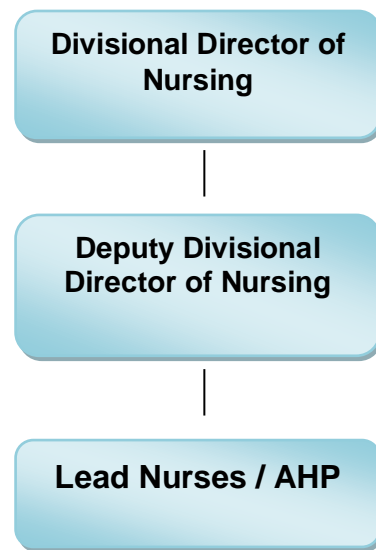 Divisional Director of
Nursing
Deputy Divisional
Director of Nursing
Lead Nurses / AHP